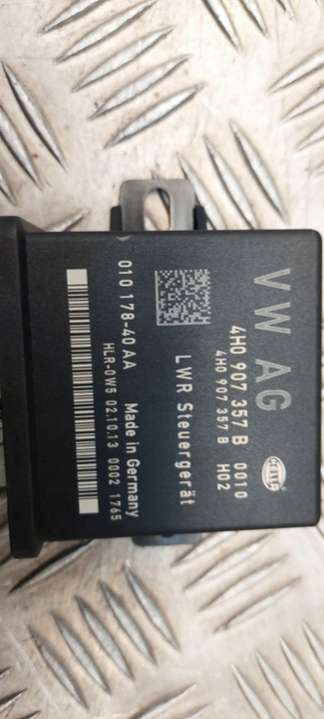 VW AG
4H0 907 357 B 0010
4H0 907 357 B H02
HELLA
LWR Steuergerät
010 178-40 AA Made in Germany
HLR-0W5 02.10.13 0002 1765